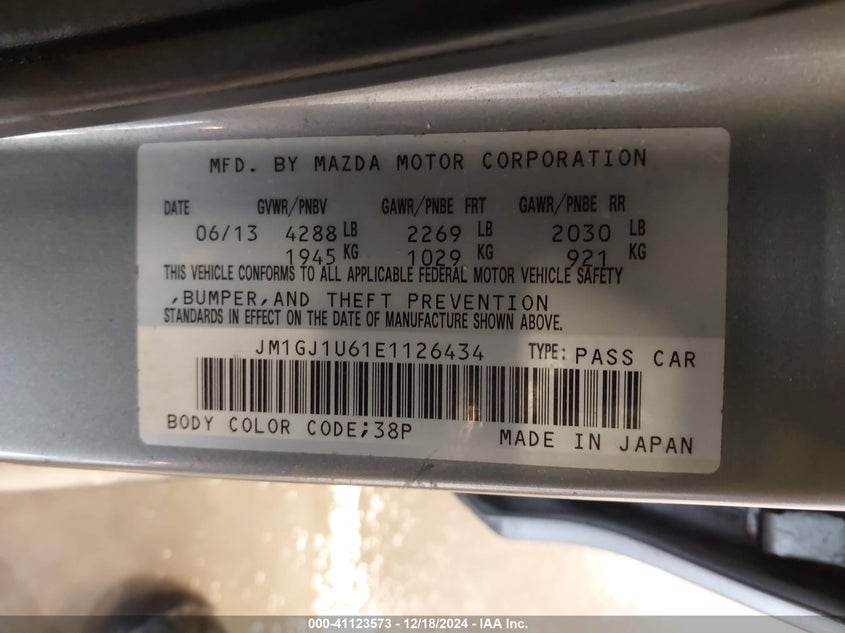 MFD. BY MAZDA MOTOR CORPORATION
DATE GVWR/PNBV GAWR/PNBE FRT GAWR/PNBE RR
06/13 4288 LB 2269 LB 2030 LB
1945 KG 1029 KG 921 KG
THIS VEHICLE CONFORMS TO ALL APPLICABLE FEDERAL MOTOR VEHICLE SAFETY
,BUMPER,AND THEFT PREVENTION
STANDARDS IN EFFECT ON THE DATE OF MANUFACTURE SHOWN ABOVE.
JM1GJ1U61E1126434 TYPE: PASS CAR
BODY COLOR CODE;38P MADE IN JAPAN
000-41123573 - 12/18/2024 - IAA Inc.